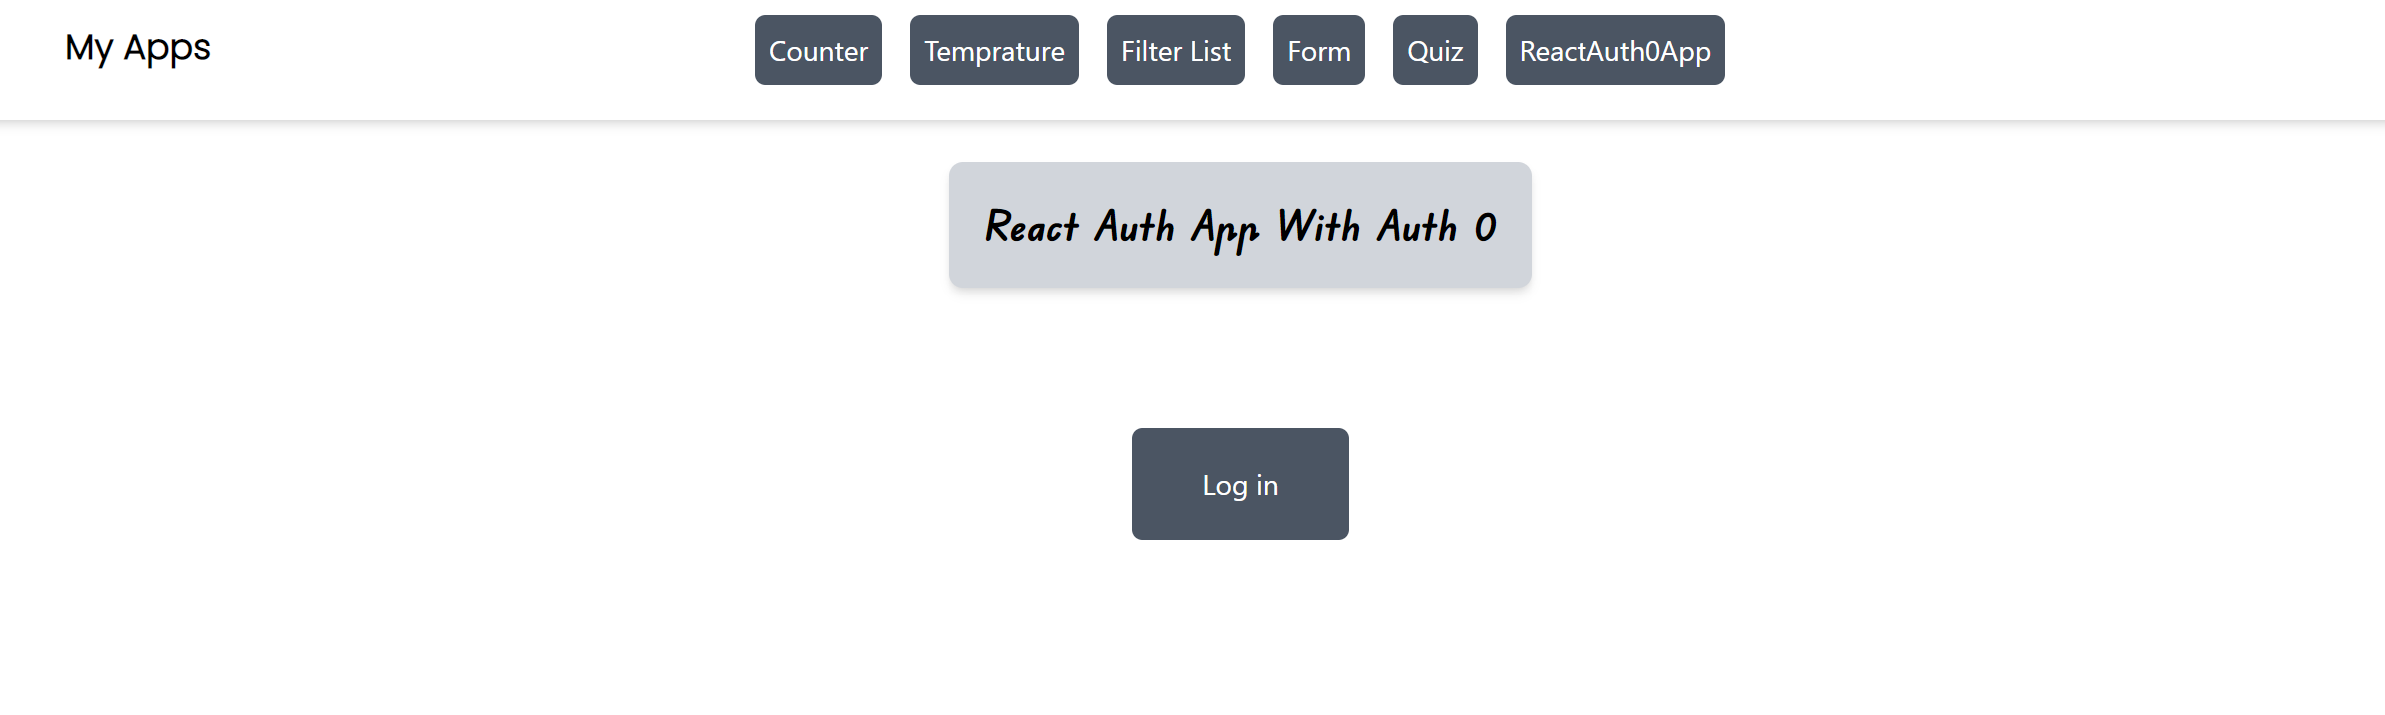 My Apps
Counter Temprature Filter List Form Quiz ReactAuth0App
React Auth App With Auth 0
Log in